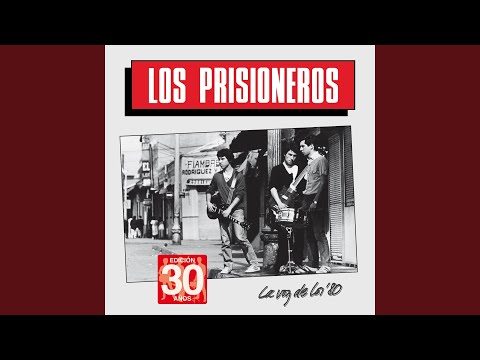 LOS PRISIONEROS
FIAMBRE
RODRIGUEZ
EDICIÓN
30
AÑOS
La voz de los '80